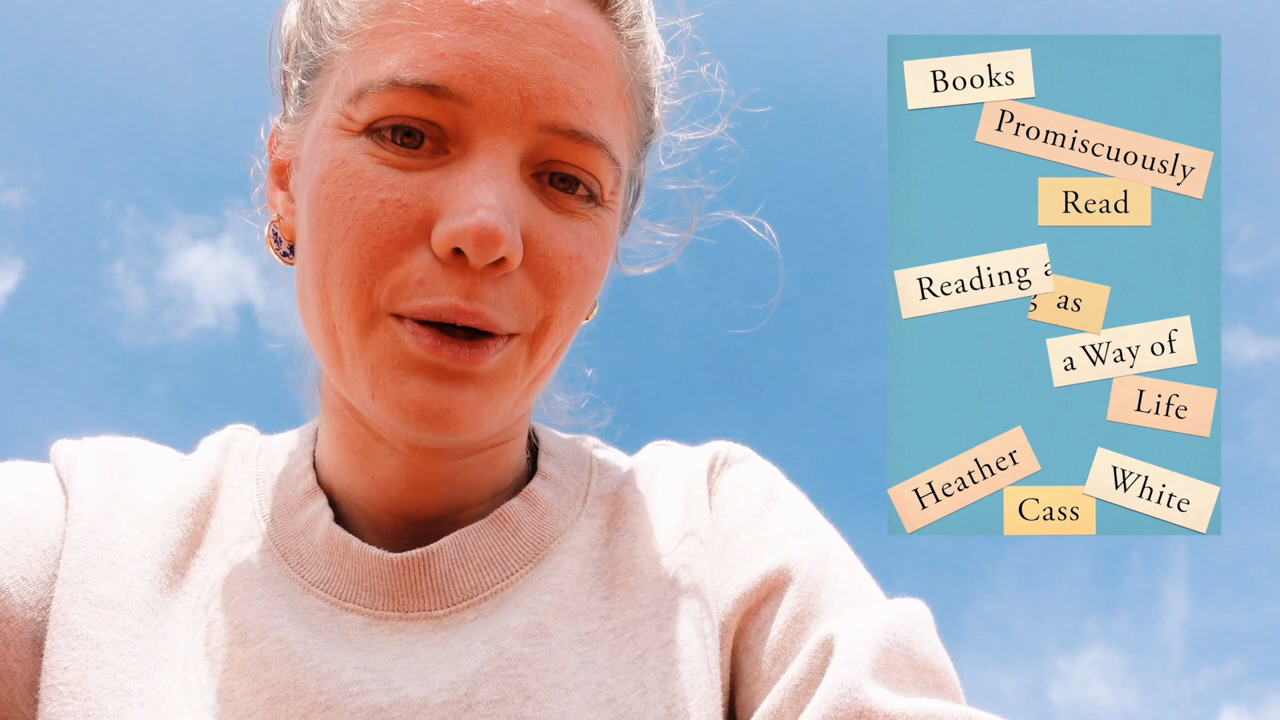 Books
Promiscuously
Read
Reading a
g as
a Way of
Life
Heather
Cass
White